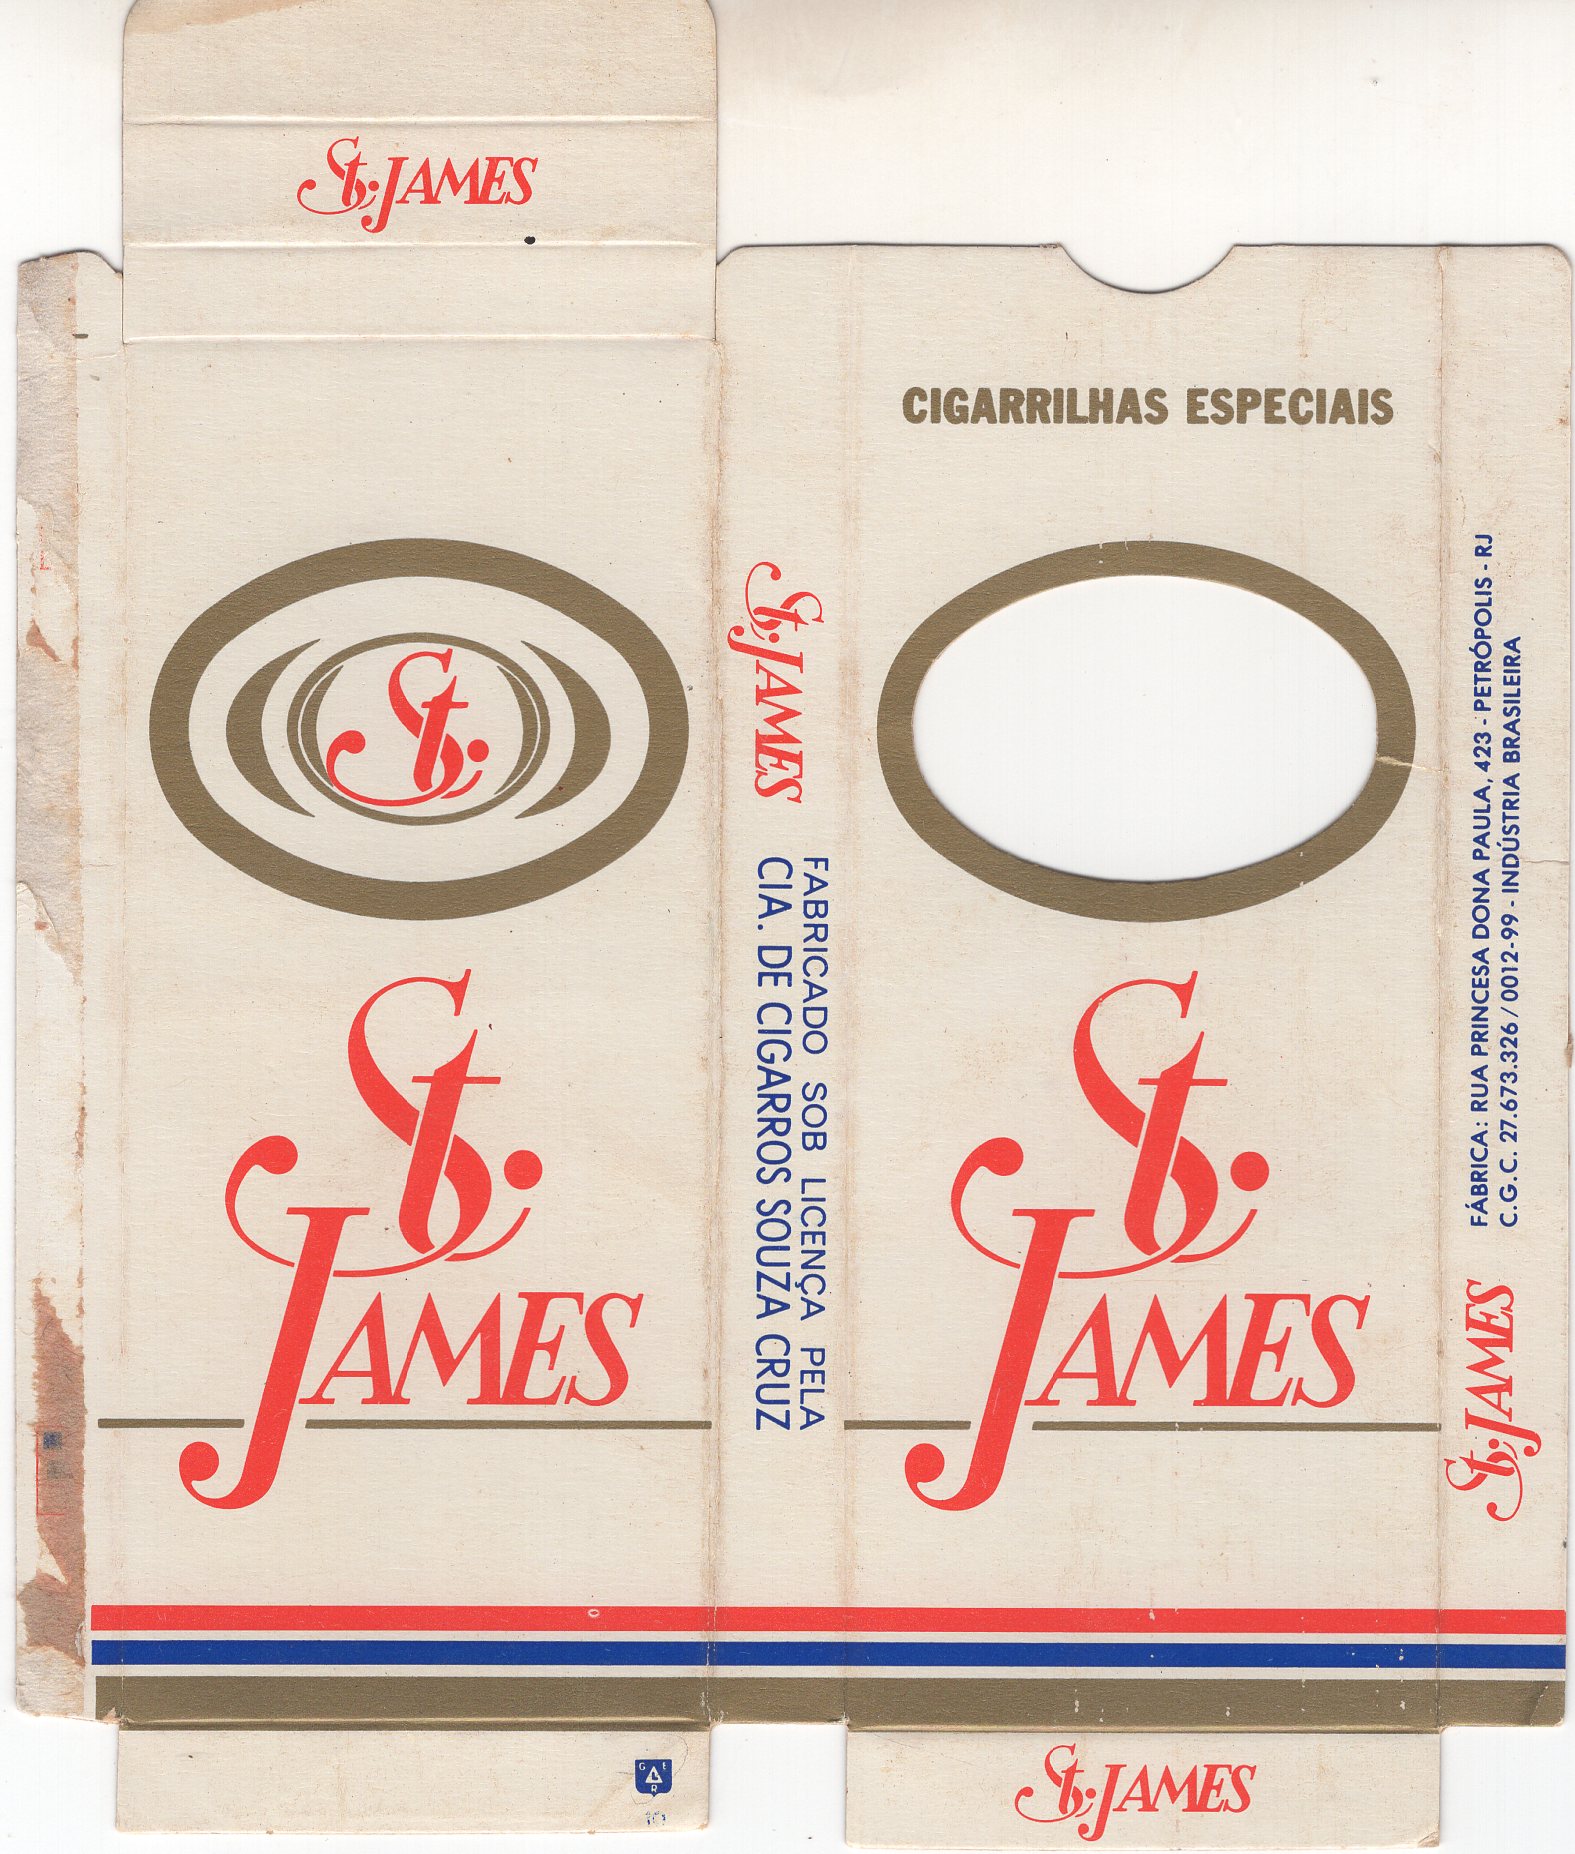 St. JAMES
CIGARRILHAS ESPECIAIS
St.
St. JAMES
St. JAMES
FABRICADO SOB LICENÇA PELA
CIA. DE CIGARROS SOUZA CRUZ
St. JAMES
St. JAMES
FÁBRICA: RUA PRINCESA DONA PAULA, 423 - PETRÓPOLIS - RJ
C.G.C. 27.673.326 / 0012-99 - INDÚSTRIA BRASILEIRA
St. JAMES